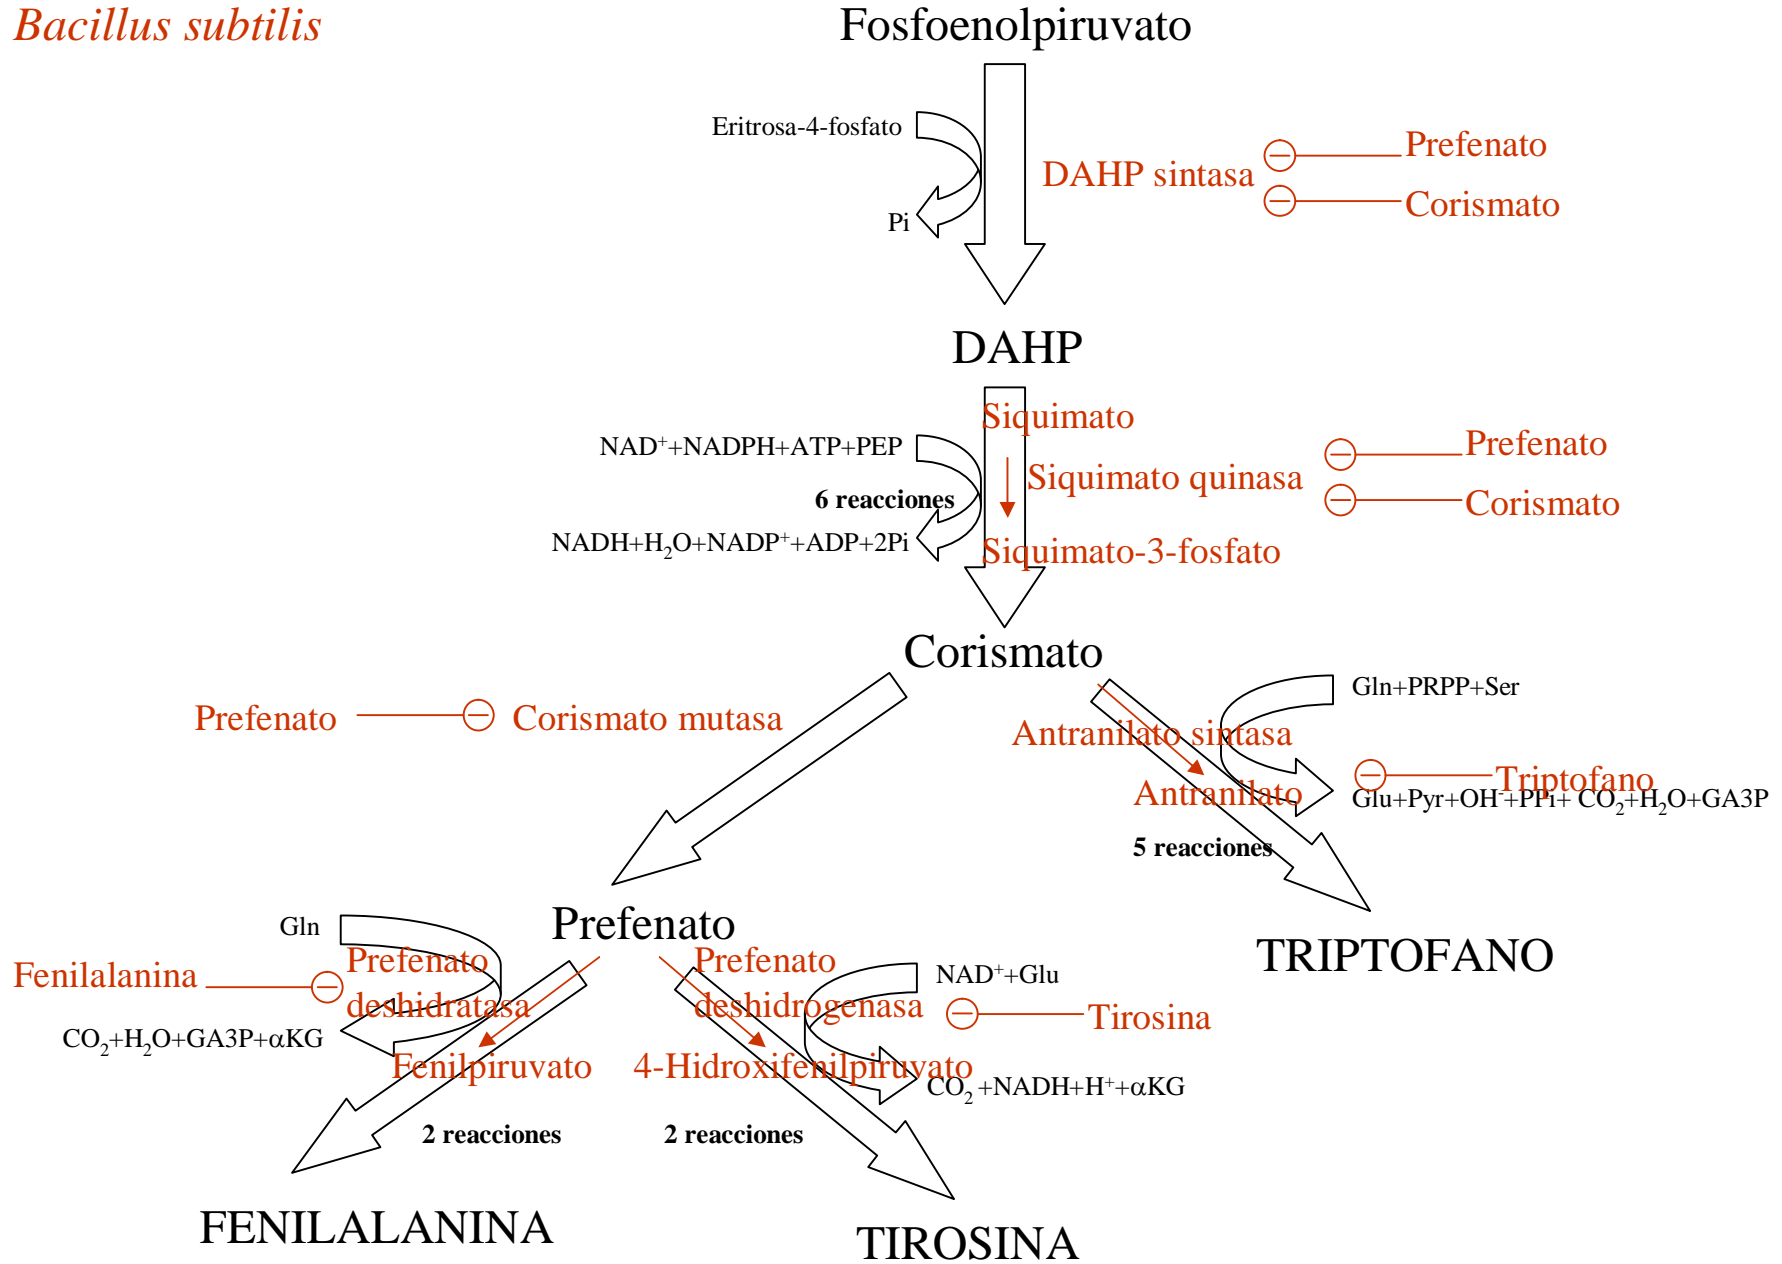 Bacillus subtilis
Fosfoenolpiruvato
Eritrosa-4-fosfato
Pi
DAHP sintasa
Prefenato
Corismato
DAHP
NAD⁺+NADPH+ATP+PEP
6 reacciones
NADH+H₂O+NADP⁺+ADP+2Pi
Siquimato
Siquimato quinasa
Siquimato-3-fosfato
Prefenato
Corismato
Corismato
Prefenato
Corismato mutasa
Gln+PRPP+Ser
Antranilato sintasa
Antranilato
Triptofano
Glu+Pyr+OH⁻+PPi+ CO₂+H₂O+GA3P
5 reacciones
TRIPTOFANO
Prefenato
Gln
Fenilalanina
Prefenato
deshidratasa
CO₂+H₂O+GA3P+αKG
Fenilpiruvato
2 reacciones
Prefenato
deshidrogenasa
NAD⁺+Glu
Tirosina
4-Hidroxifenilpiruvato
CO₂+NADH+H⁺+αKG
2 reacciones
FENILALANINA
TIROSINA